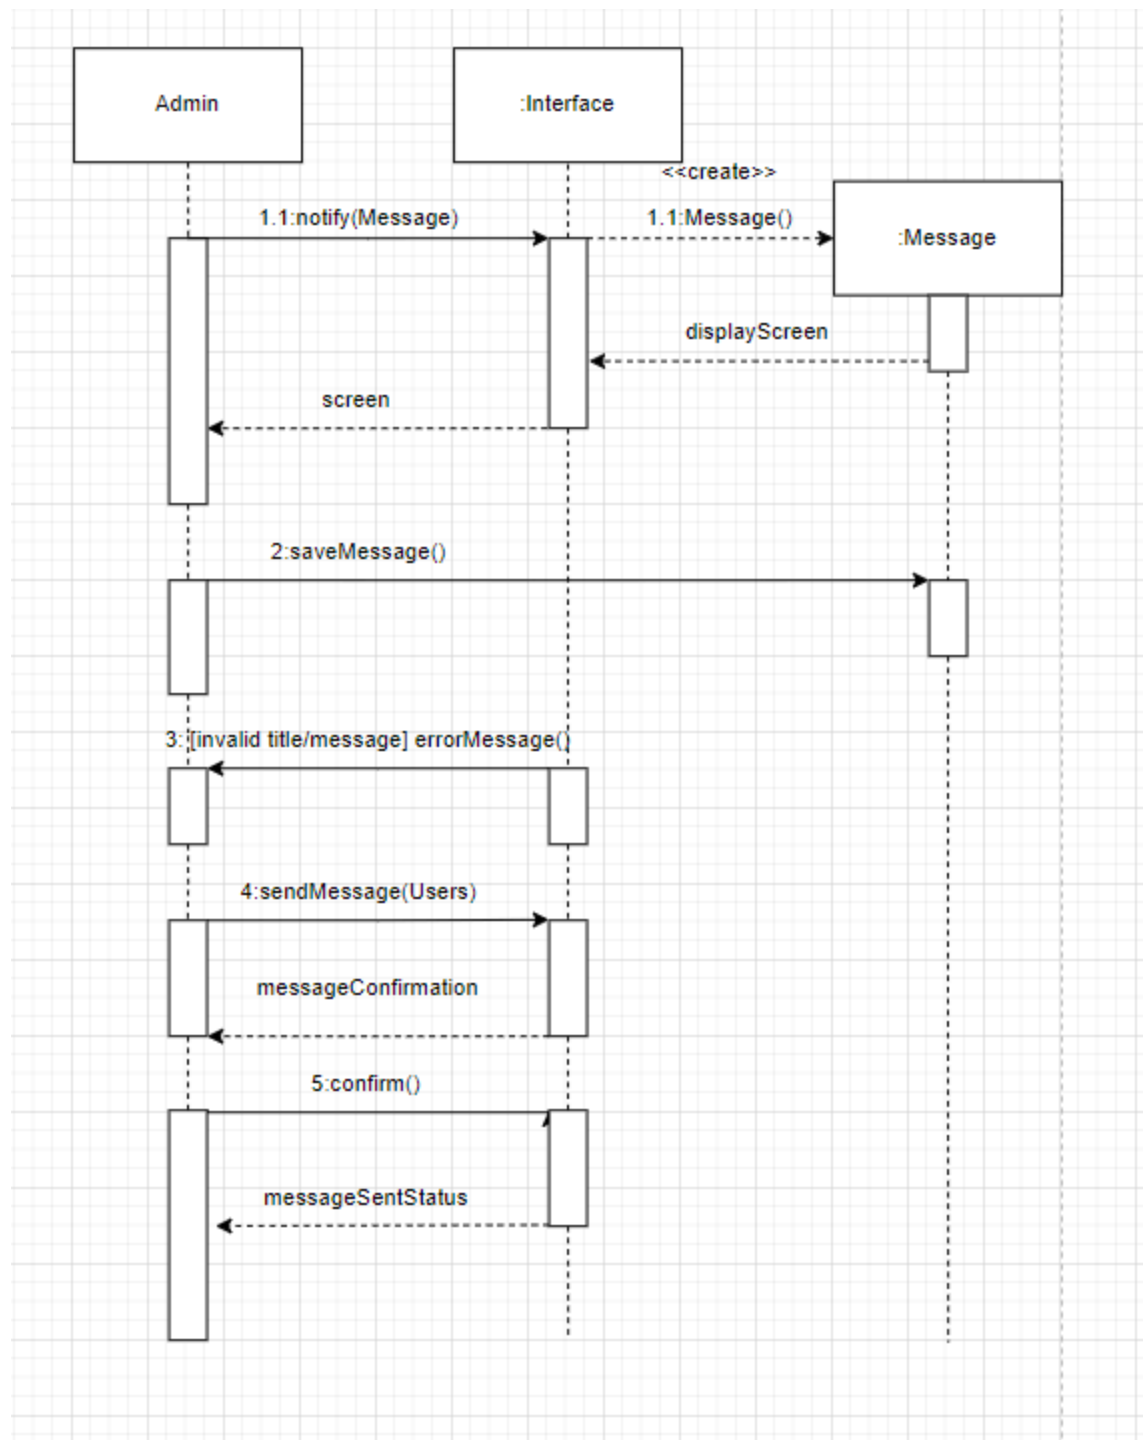 Admin
:Interface
<<create>>
1.1:notify(Message)
1.1:Message()
:Message
displayScreen
screen
2:saveMessage()
3: [invalid title/message] errorMessage()
4:sendMessage(Users)
messageConfirmation
5:confirm()
messageSentStatus